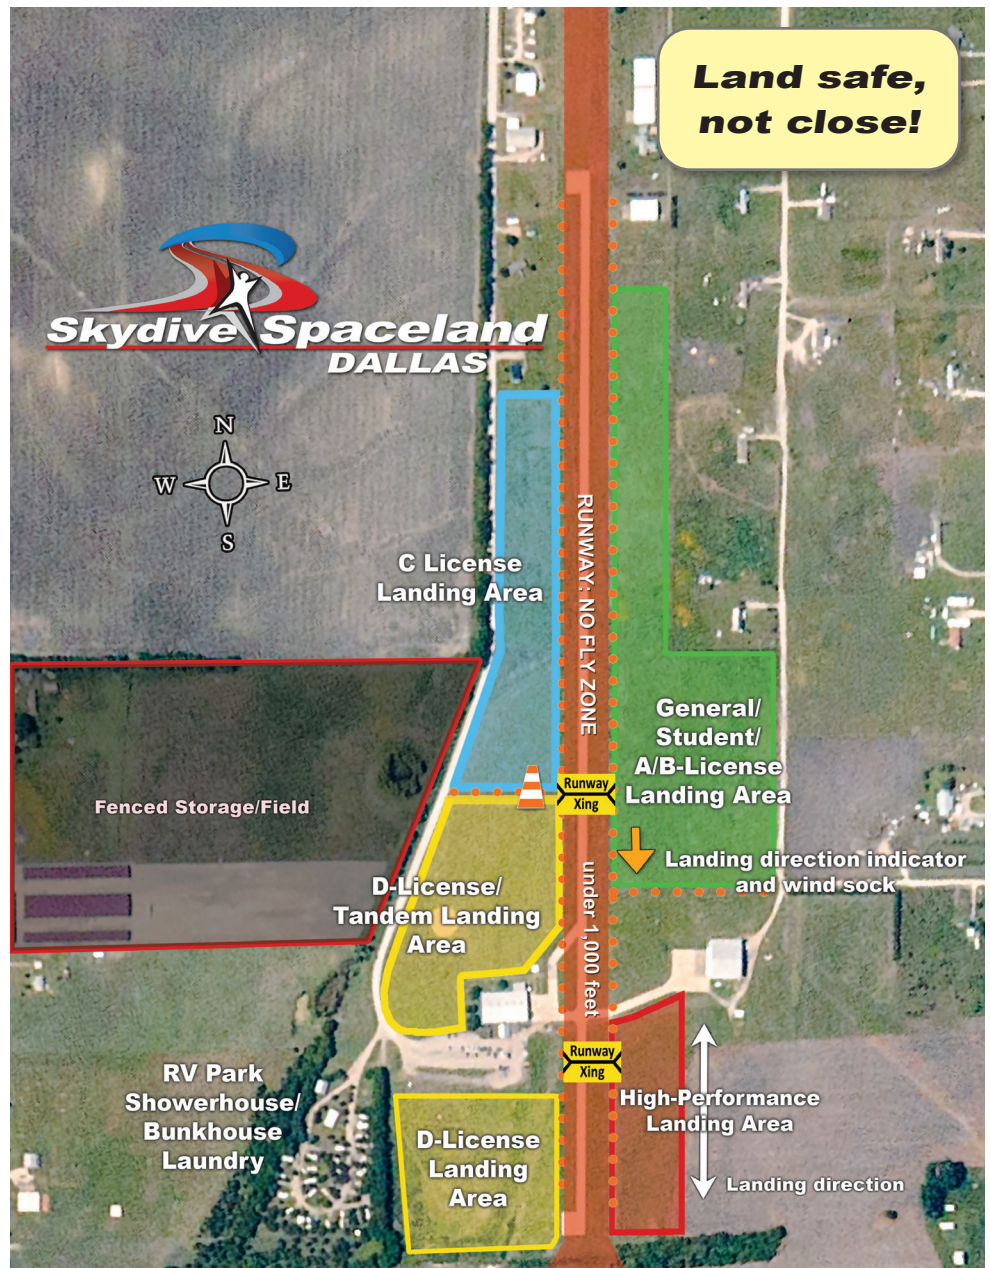 Land safe,
not close!
Skydive Spaceland
DALLAS
N
W E
S
C License
Landing Area
RUNWAY: NO FLY ZONE
under 1,000 feet
General/
Student/
A/B-License
Landing Area
Runway
Xing
Fenced Storage/Field
Landing direction indicator
and wind sock
D-License/
Tandem Landing
Area
Runway
Xing
RV Park
Showerhouse/
Bunkhouse
Laundry
High-Performance
Landing Area
D-License
Landing
Area
Landing direction